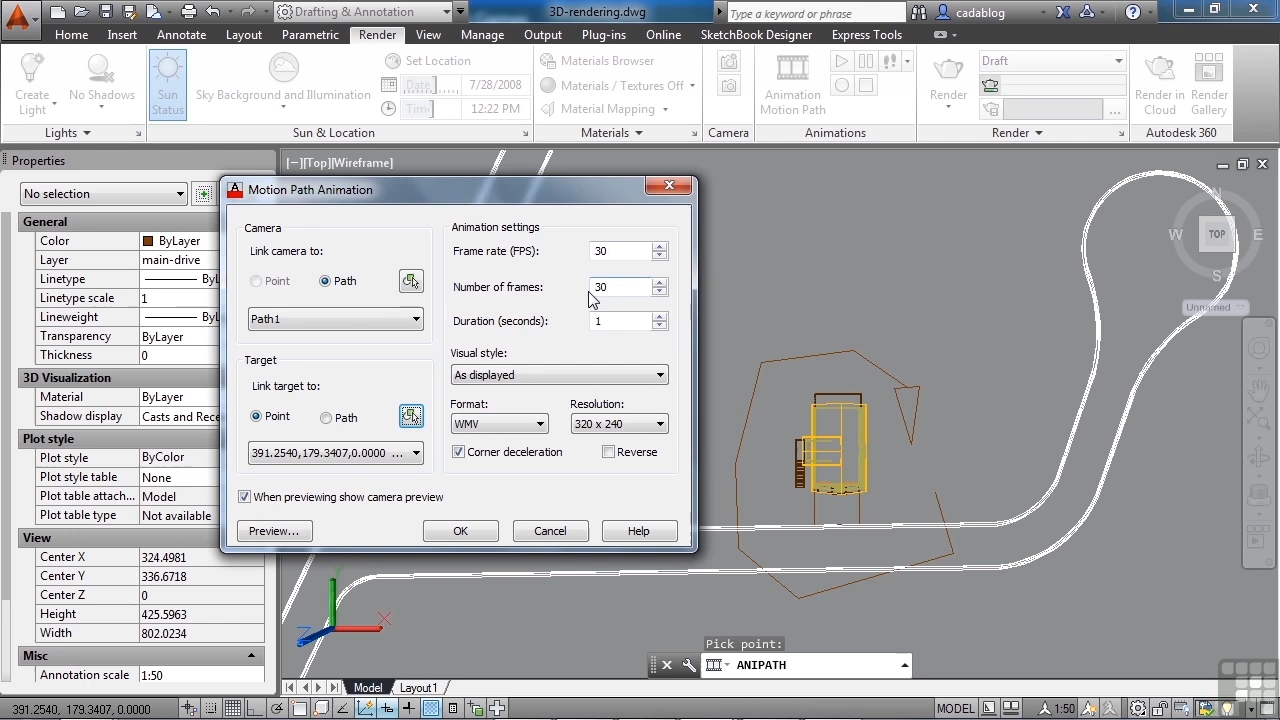 Drafting & Annotation
3D-rendering.dwg
Type a keyword or phrase
cadablog
Home Insert Annotate Layout Parametric Render View Manage Output Plug-ins Online SketchBook Designer Express Tools
Create Light
No Shadows
Sun Status
Sky Background and Illumination
Set Location
Date
7/28/2008
Time
12:22 PM
Materials Browser
Materials / Textures Off
Material Mapping
Animation Motion Path
Render
Draft
Render in Cloud
Render Gallery
Lights
Sun & Location
Materials
Camera
Animations
Render
Autodesk 360
Properties
No selection
General
Color ByLayer
Layer main-drive
Linetype ByL
Linetype scale 1
Lineweight ByL
Transparency ByLayer
Thickness 0
3D Visualization
Material ByLayer
Shadow display Casts and Rece
Plot style
Plot style ByColor
Plot style table None
Plot table attach... Model
Plot table type Not available
View
Center X 324.4981
Center Y 336.6718
Center Z 0
Height 425.5963
Width 802.0234
Misc
Annotation scale 1:50
[−][Top][Wireframe]
Motion Path Animation
Camera
Link camera to:
Point Path
Path1
Target
Link target to:
Point Path
391.2540,179.3407,0.0000 ...
When previewing show camera preview
Animation settings
Frame rate (FPS): 30
Number of frames: 30
Duration (seconds): 1
Visual style:
As displayed
Format: Resolution:
WMV 320 x 240
Corner deceleration Reverse
Preview... OK Cancel Help
N
W TOP E
S
Unnamed
Y
X
Z
Pick point:
ANIPATH
Model Layout1
391.2540, 179.3407, 0.0000
MODEL
1:50